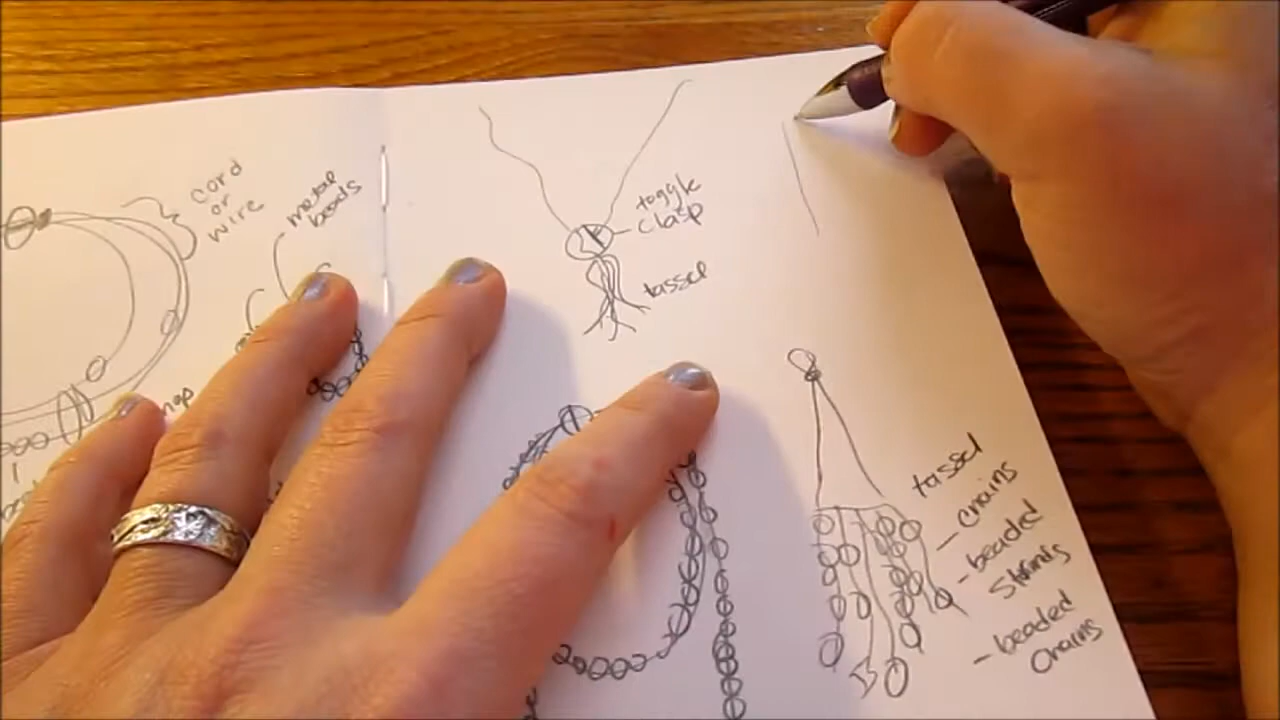 cord
or
wire
metal
beads
toggle
clasp
tassel
tassel
- chains
- beaded
strands
- beaded
chains